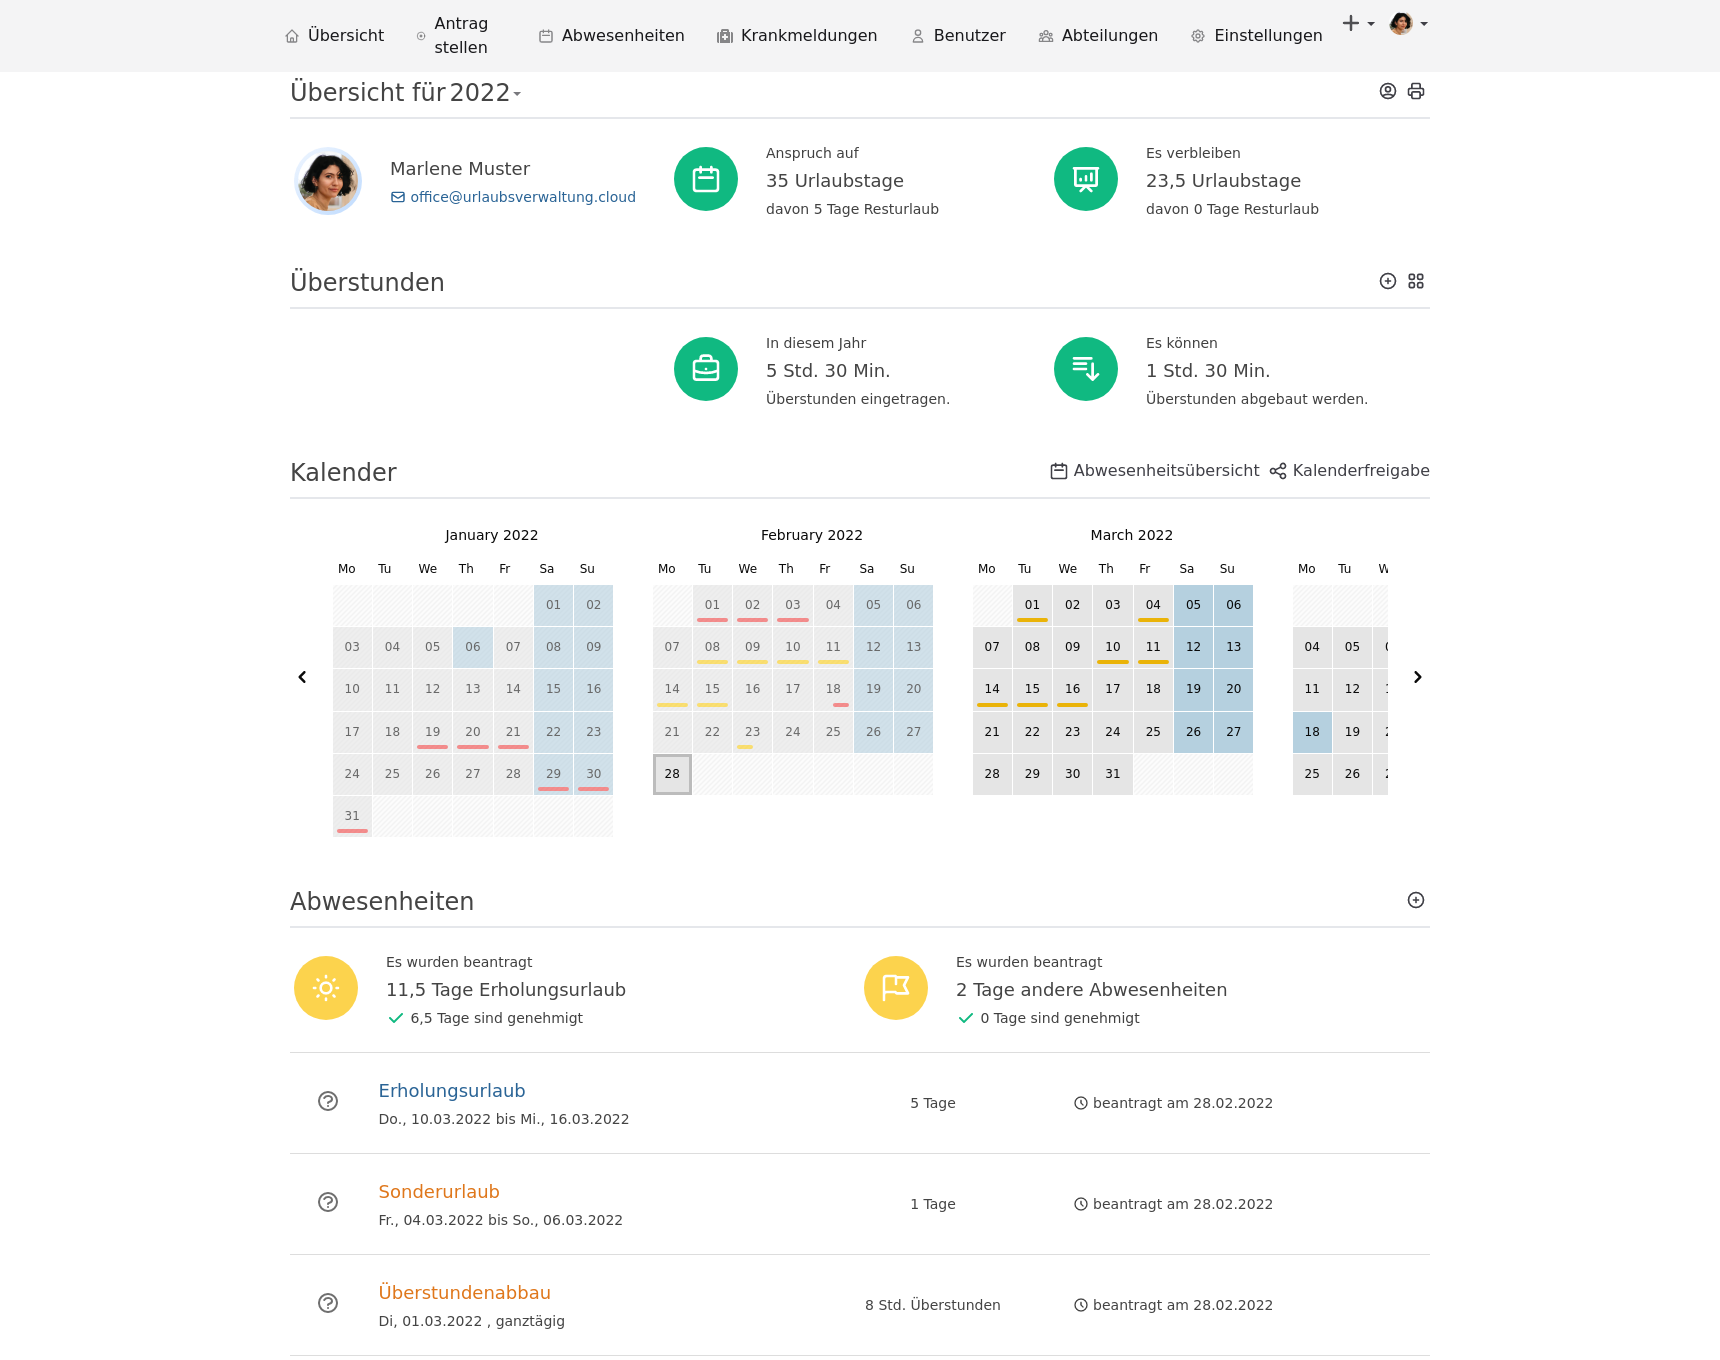 Übersicht
Antrag
stellen
Abwesenheiten
Krankmeldungen
Benutzer
Abteilungen
Einstellungen
Übersicht für 2022
Marlene Muster
office@urlaubsverwaltung.cloud
Anspruch auf
35 Urlaubstage
davon 5 Tage Resturlaub
Es verbleiben
23,5 Urlaubstage
davon 0 Tage Resturlaub
Überstunden
In diesem Jahr
5 Std. 30 Min.
Überstunden eingetragen.
Es können
1 Std. 30 Min.
Überstunden abgebaut werden.
Kalender
Abwesenheitsübersicht
Kalenderfreigabe
January 2022
Mo Tu We Th Fr Sa Su
01 02
03 04 05 06 07 08 09
10 11 12 13 14 15 16
17 18 19 20 21 22 23
24 25 26 27 28 29 30
31
February 2022
Mo Tu We Th Fr Sa Su
01 02 03 04 05 06
07 08 09 10 11 12 13
14 15 16 17 18 19 20
21 22 23 24 25 26 27
28
March 2022
Mo Tu We Th Fr Sa Su
01 02 03 04 05 06
07 08 09 10 11 12 13
14 15 16 17 18 19 20
21 22 23 24 25 26 27
28 29 30 31
Mo Tu
04 05
11 12
18 19
25 26
Abwesenheiten
Es wurden beantragt
11,5 Tage Erholungsurlaub
6,5 Tage sind genehmigt
Es wurden beantragt
2 Tage andere Abwesenheiten
0 Tage sind genehmigt
Erholungsurlaub
Do., 10.03.2022 bis Mi., 16.03.2022
5 Tage
beantragt am 28.02.2022
Sonderurlaub
Fr., 04.03.2022 bis So., 06.03.2022
1 Tage
beantragt am 28.02.2022
Überstundenabbau
Di, 01.03.2022 , ganztägig
8 Std. Überstunden
beantragt am 28.02.2022